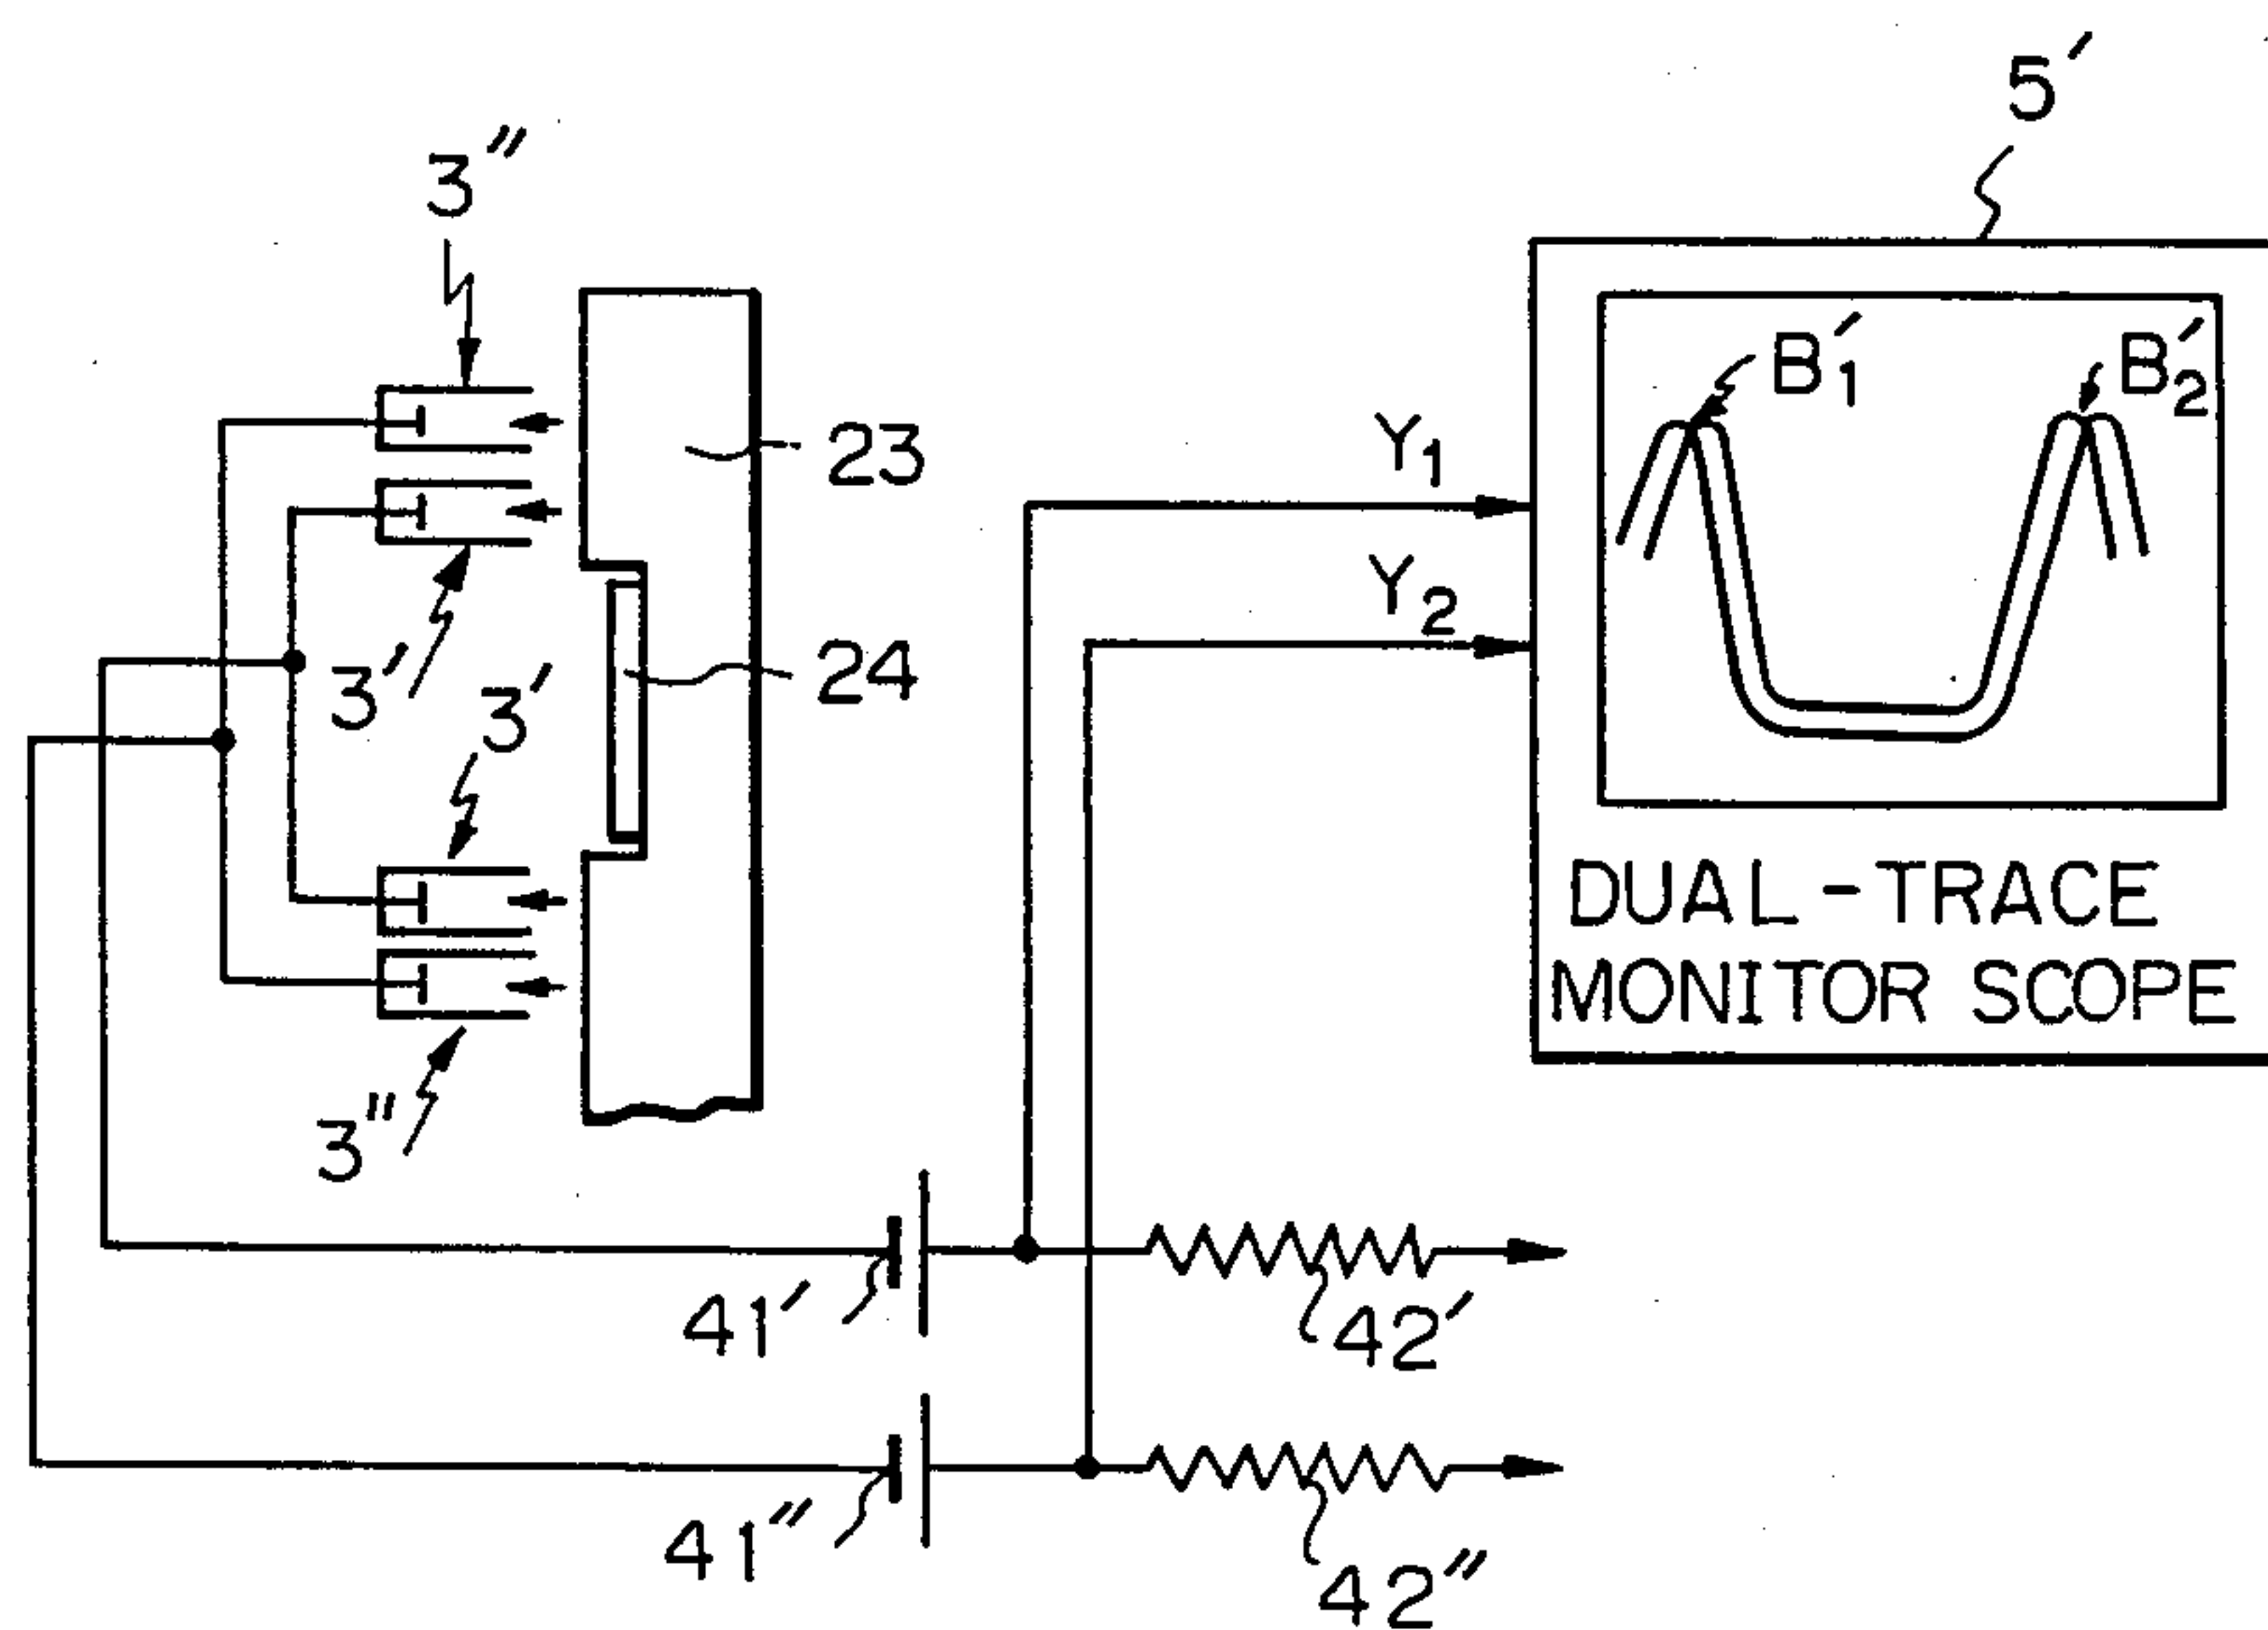 5′
3″
B′1
B′2
Y1
23
Y2
3′
24
3′
DUAL-TRACE
MONITOR SCOPE
3″
41′
42′
41″
42″